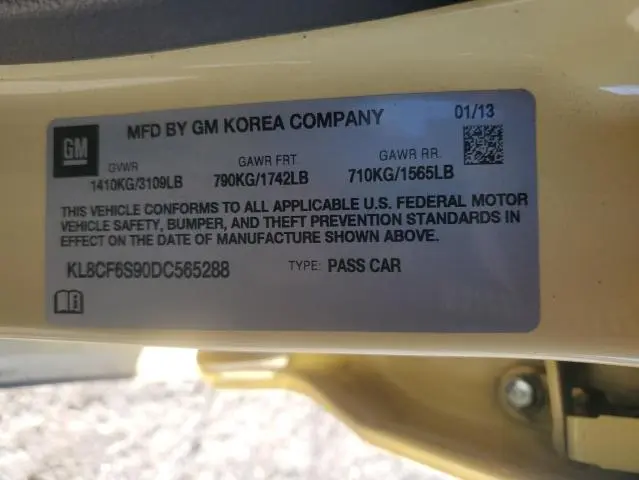 GM
MFD BY GM KOREA COMPANY 01/13
GVWR GAWR FRT. GAWR RR.
1410KG/3109LB 790KG/1742LB 710KG/1565LB
THIS VEHICLE CONFORMS TO ALL APPLICABLE U.S. FEDERAL MOTOR
VEHICLE SAFETY, BUMPER, AND THEFT PREVENTION STANDARDS IN
EFFECT ON THE DATE OF MANUFACTURE SHOWN ABOVE.
KL8CF6S90DC565288 TYPE: PASS CAR